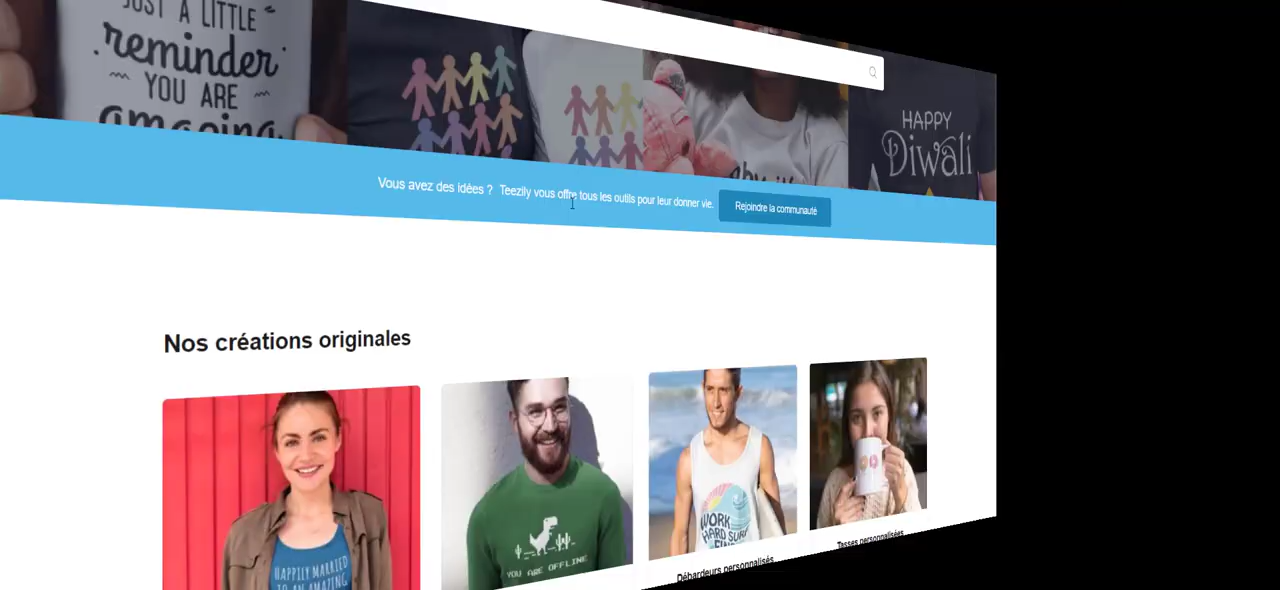 JUST A LITTLE
reminder
YOU ARE
amazing
HAPPY
Diwali
Vous avez des idées ? Teezily vous offre tous les outils pour leur donner vie.
Rejoindre la communauté
Nos créations originales
HAPPILY MARRIED
TO AN AMAZING
YOU ARE OFFLINE
WORK
HARD SURF
Débardeurs personnalisés
Tasses personnalisées